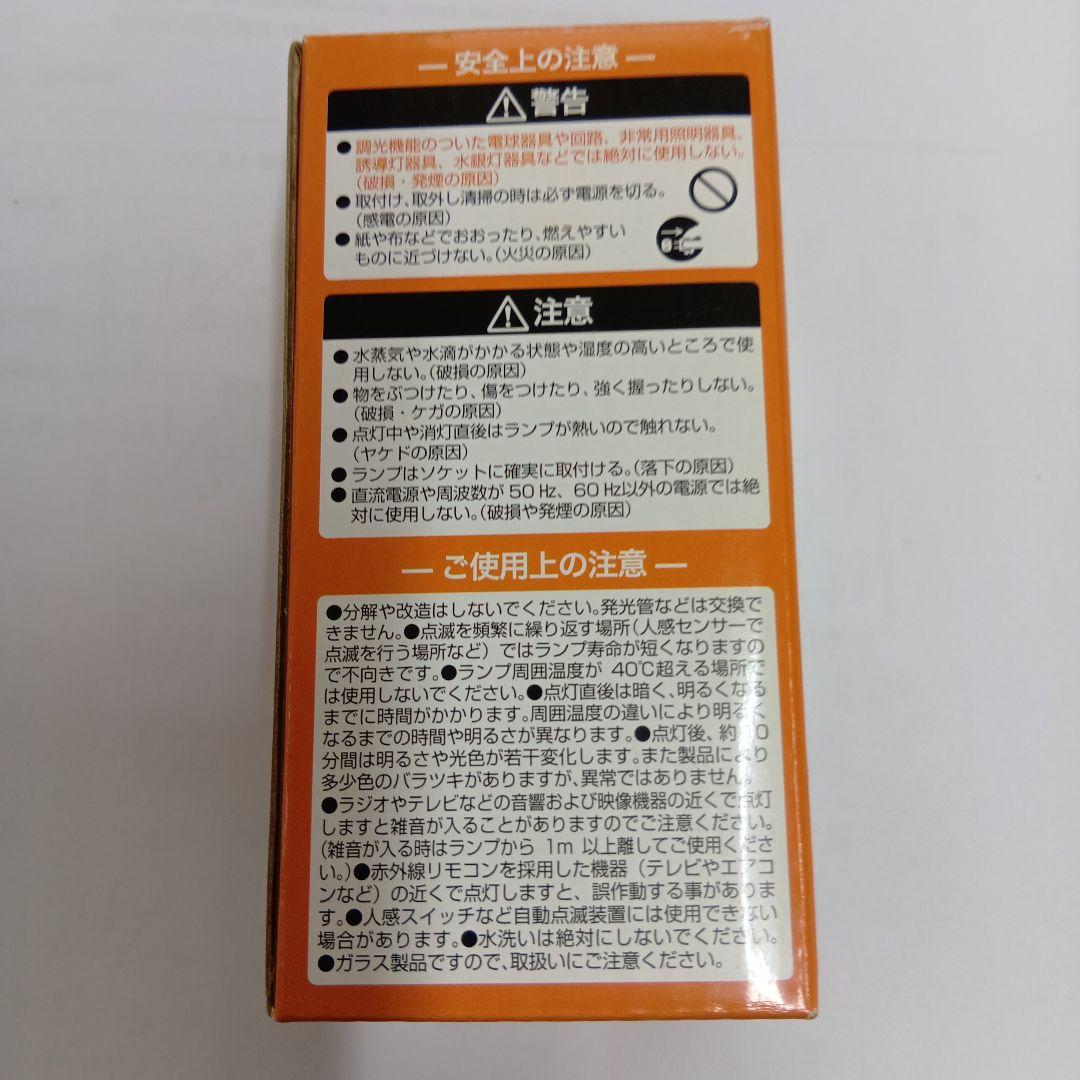 — 安全上の注意 —
警告
●調光機能のついた電球器具や回路、非常用照明器具、
誘導灯器具、水銀灯器具などでは絶対に使用しない。
(破損・発煙の原因)
●取付け、取外し清掃の時は必ず電源を切る。
(感電の原因)
●紙や布などでおおったり、燃えやすい
ものに近づけない。(火災の原因)
注意
●水蒸気や水滴がかかる状態や湿度の高いところで使
用しない。(破損の原因)
●物をぶつけたり、傷をつけたり、強く握ったりしない。
(破損・ケガの原因)
●点灯中や消灯直後はランプが熱いので触れない。
(ヤケドの原因)
●ランプはソケットに確実に取付ける。(落下の原因)
●直流電源や周波数が 50 Hz、60 Hz以外の電源では絶
対に使用しない。(破損や発煙の原因)
— ご使用上の注意 —
●分解や改造はしないでください。発光管などは交換で
きません。●点滅を頻繁に繰り返す場所(人感センサーで
点滅を行う場所など)ではランプ寿命が短くなりますの
で不向きです。●ランプ周囲温度が 40℃超える場所で
は使用しないでください。●点灯直後は暗く、明るくなる
までに時間がかかります。周囲温度の違いにより明るく
なるまでの時間や明るさが異なります。●点灯後、約10
分間は明るさや光色が若干変化します。また製品により
多少色のバラツキがありますが、異常ではありません。
●ラジオやテレビなどの音響および映像機器の近くで点灯
しますと雑音が入ることがありますのでご注意ください。
(雑音が入る時はランプから 1m 以上離してご使用くださ
い。)●赤外線リモコンを採用した機器(テレビやエアコ
ンなど)の近くで点灯しますと、誤作動する事がありま
す。●人感スイッチなど自動点滅装置には使用できない
場合があります。●水洗いは絶対にしないでください。
●ガラス製品ですので、取扱いにご注意ください。